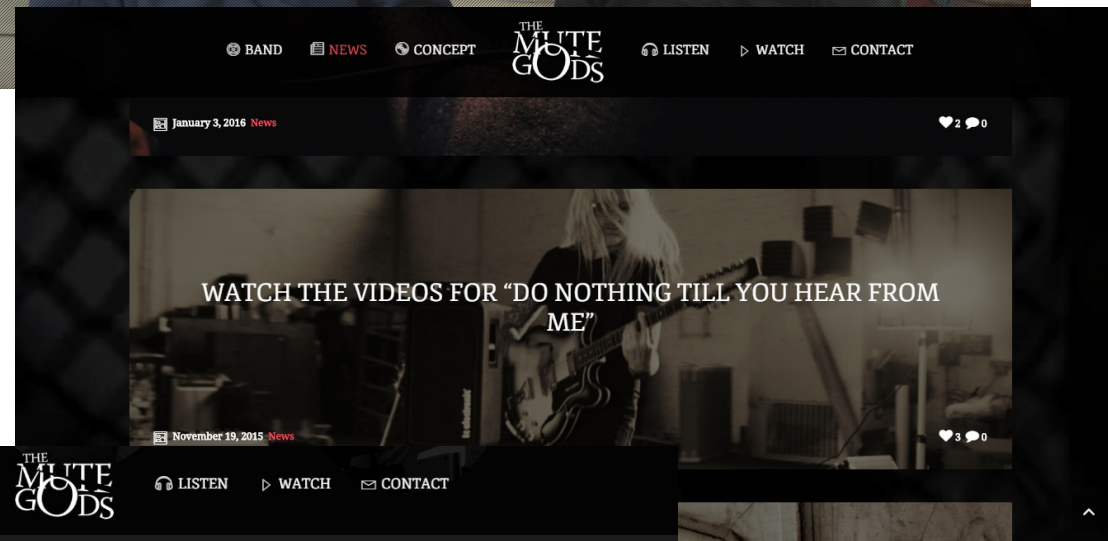 BAND NEWS CONCEPT THE MUTE GODS LISTEN WATCH CONTACT
January 3, 2016 News 2 0
WATCH THE VIDEOS FOR “DO NOTHING TILL YOU HEAR FROM
ME”
November 19, 2015 News 3 0
THE MUTE GODS LISTEN WATCH CONTACT